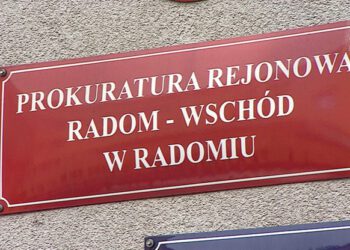 PROKURATURA REJONOWA
RADOM - WSCHÓD
W RADOMIU